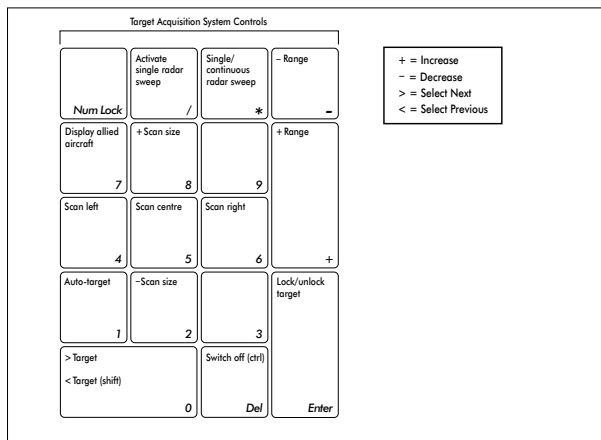 Target Acquisition System Controls
Num Lock
Activate
single radar
sweep
/
Single/
continuous
radar sweep
*
– Range
-
+ = Increase
– = Decrease
> = Select Next
< = Select Previous
Display allied
aircraft
7
+ Scan size
8
9
+ Range
+
Scan left
4
Scan centre
5
Scan right
6
Auto-target
1
–Scan size
2
3
Lock/unlock
target
Enter
> Target
< Target (shift)
0
Switch off (ctrl)
Del